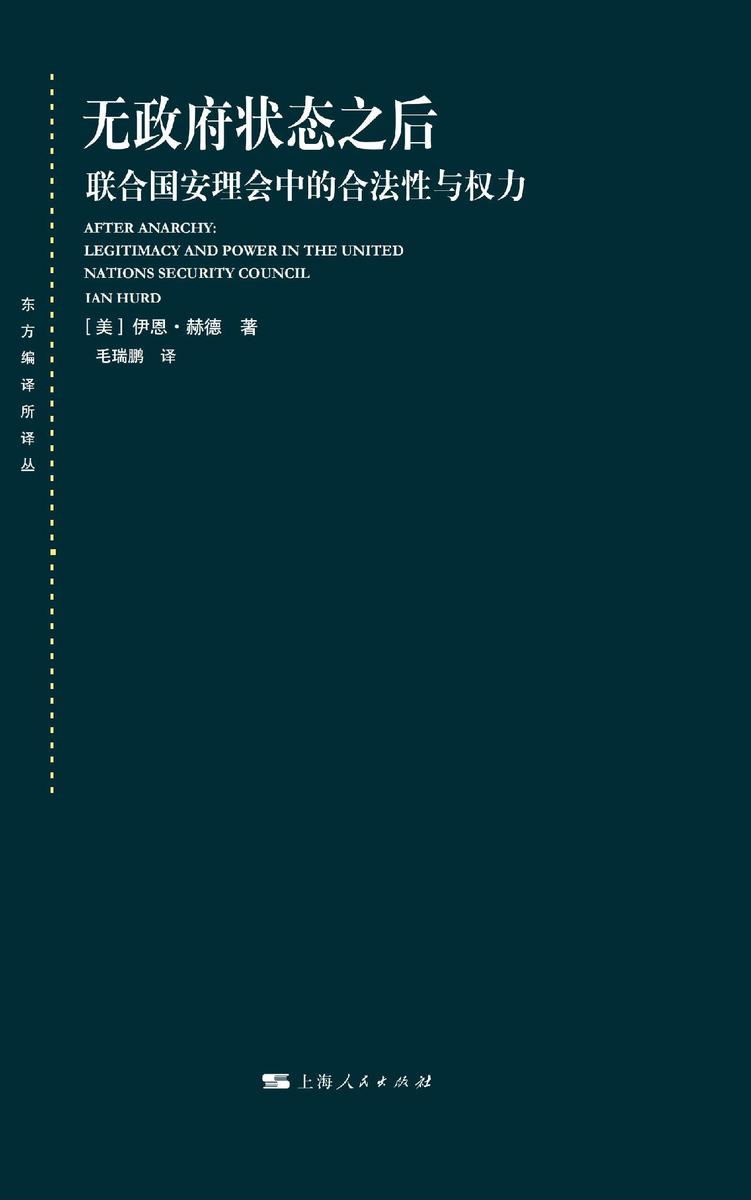 无政府状态之后
联合国安理会中的合法性与权力
AFTER ANARCHY:
LEGITIMACY AND POWER IN THE UNITED
NATIONS SECURITY COUNCIL
IAN HURD
[美] 伊恩·赫德 著
毛瑞鹏 译
东方编译所译丛
上海人民出版社